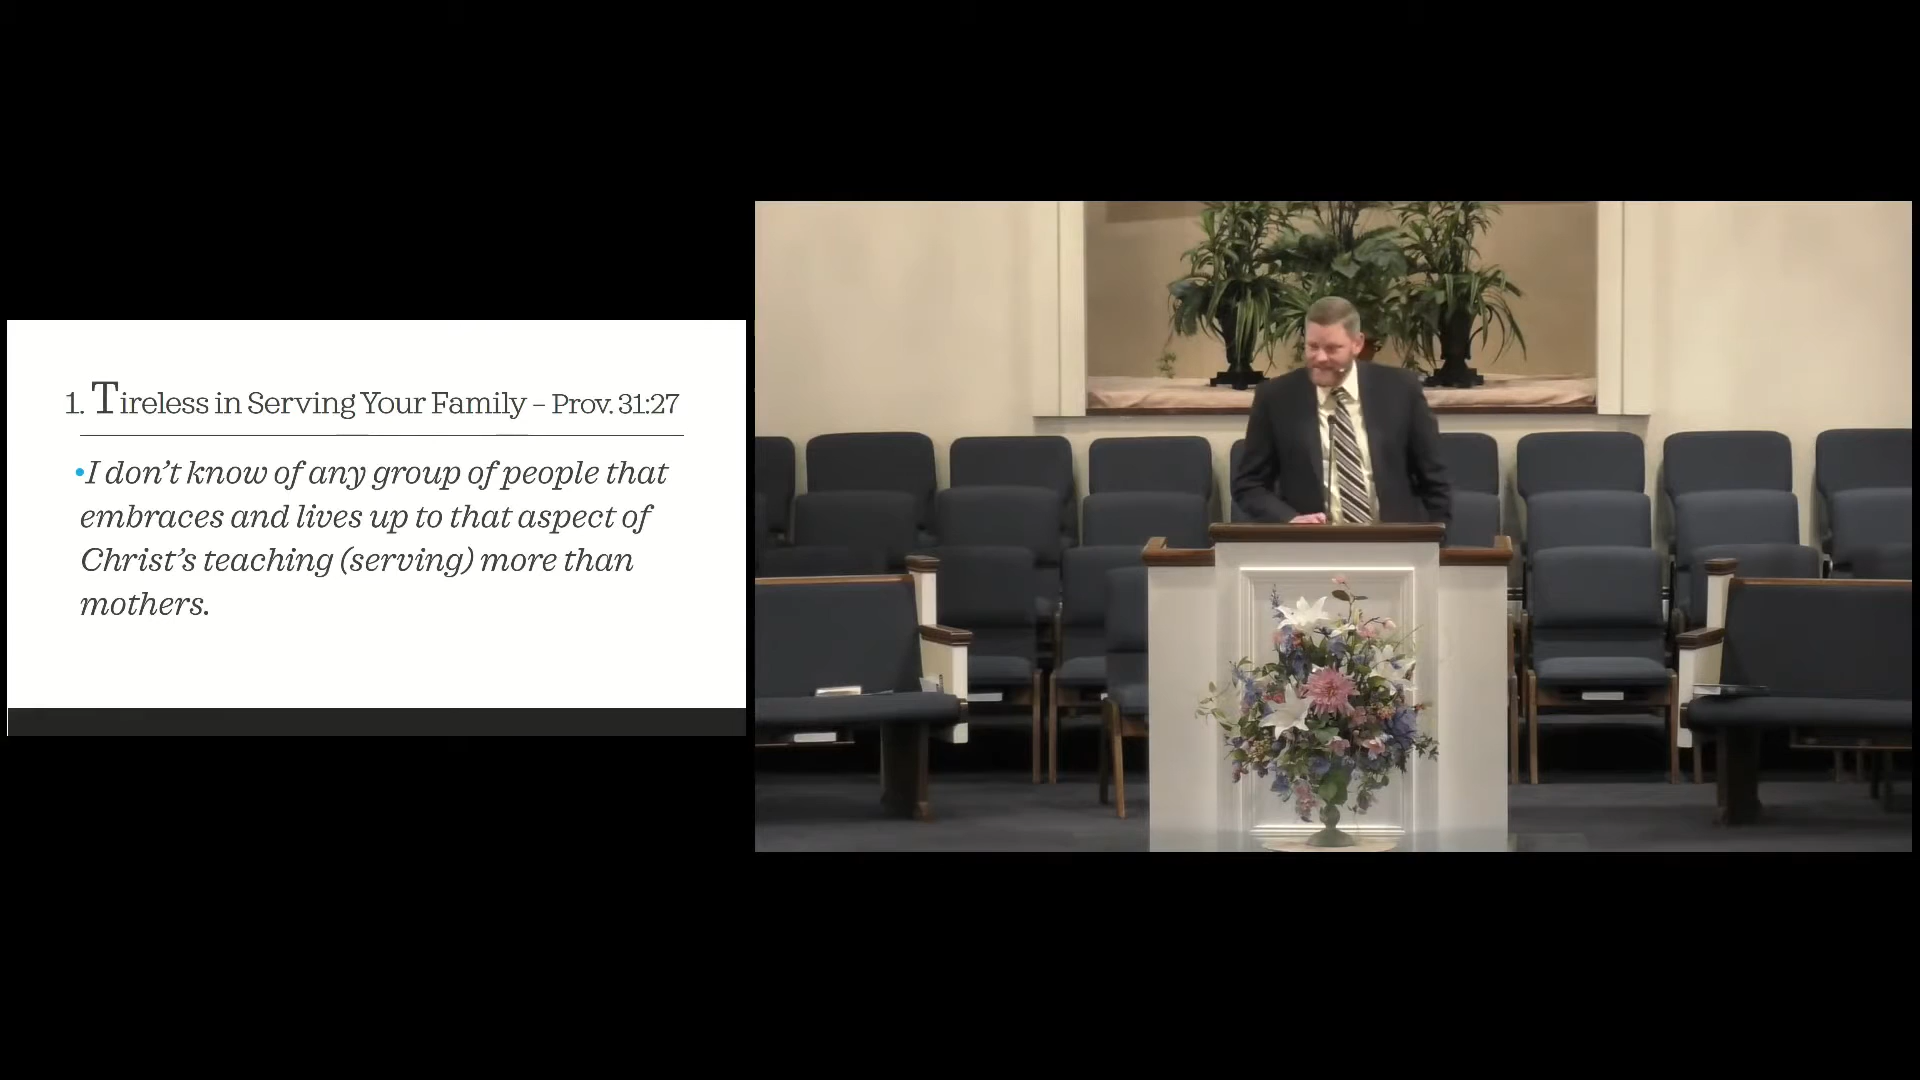 1. Tireless in Serving Your Family – Prov. 31:27
•I don’t know of any group of people that
embraces and lives up to that aspect of
Christ’s teaching (serving) more than
mothers.